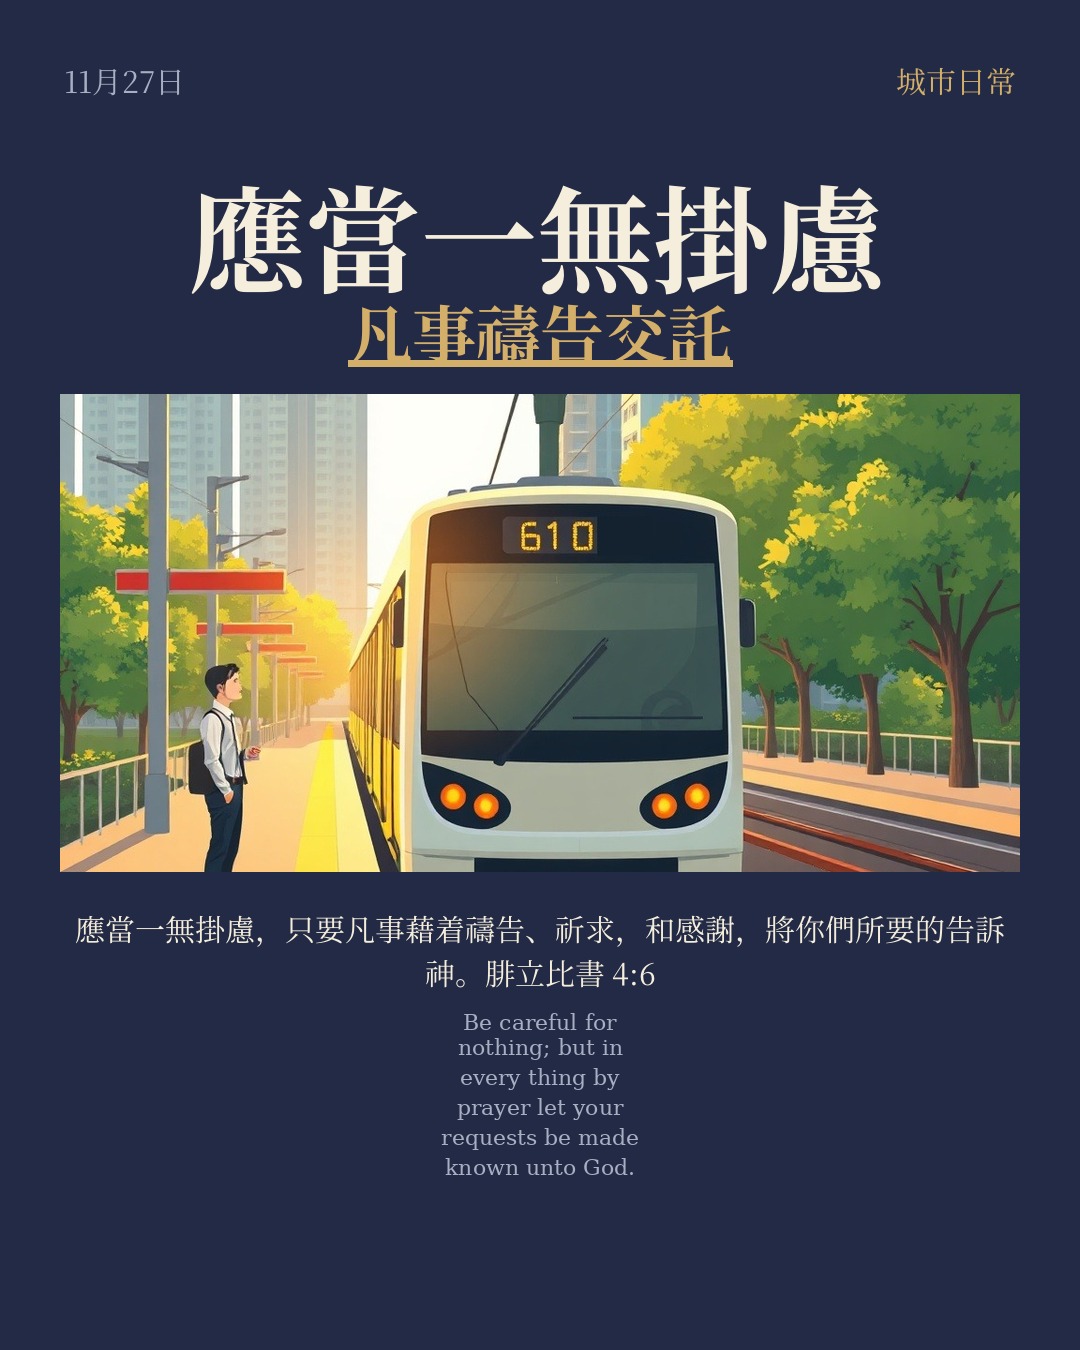 11月27日
城市日常
應當一無掛慮
凡事禱告交託
610
應當一無掛慮，只要凡事藉着禱告、祈求，和感謝，將你們所要的告訴
神。腓立比書 4:6
Be careful for
nothing; but in
every thing by
prayer let your
requests be made
known unto God.